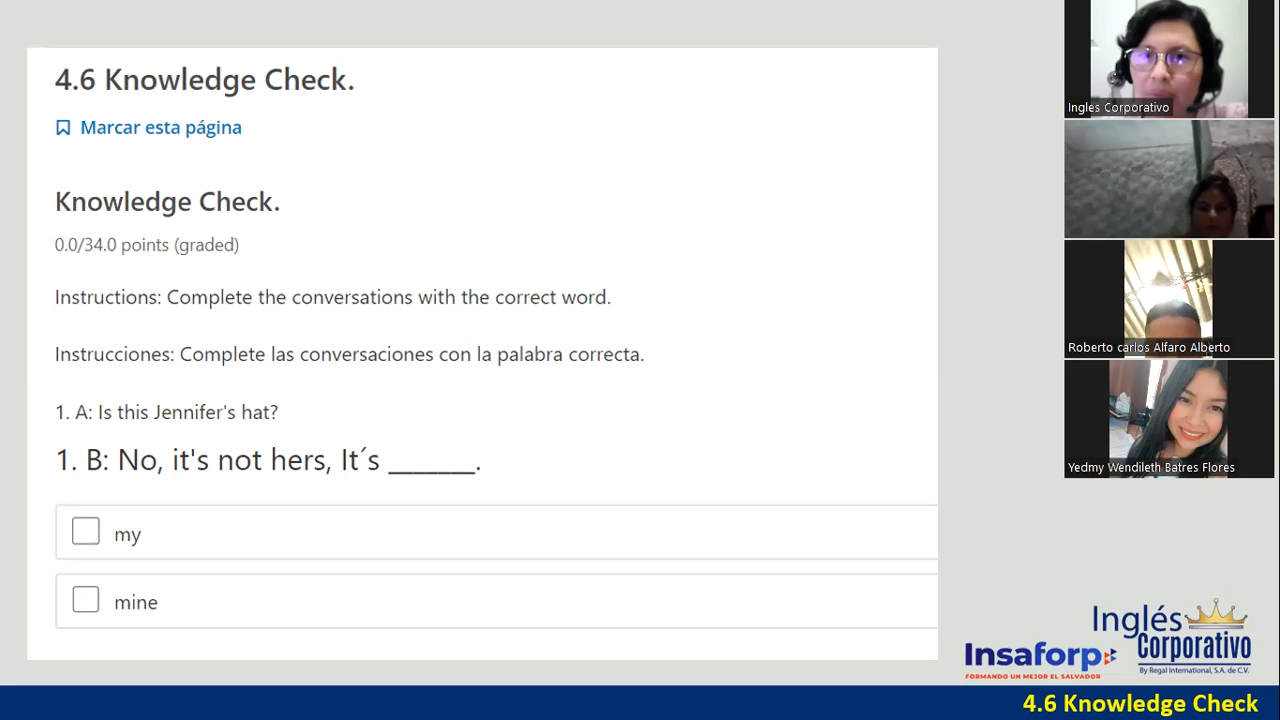 4.6 Knowledge Check.
Marcar esta página
Knowledge Check.
0.0/34.0 points (graded)
Instructions: Complete the conversations with the correct word.
Instrucciones: Complete las conversaciones con la palabra correcta.
1. A: Is this Jennifer's hat?
1. B: No, it's not hers, It´s _______.
my
mine
Ingles Corporativo
Roberto carlos Alfaro Alberto
Yedmy Wendileth Batres Flores
Insaforp
FORMANDO UN MEJOR EL SALVADOR
Inglés
Corporativo
By Regal International, S.A. de C.V.
4.6 Knowledge Check